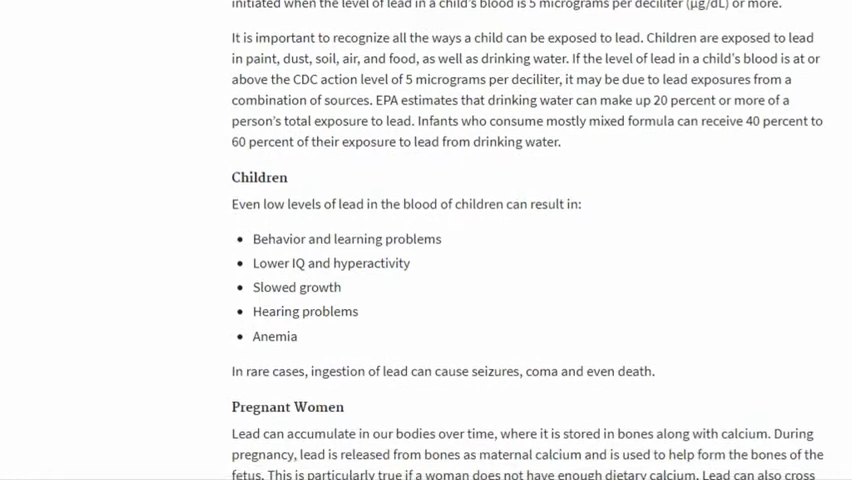 initiated when the level of lead in a child's blood is 5 micrograms per deciliter (µg/dL) or more.
It is important to recognize all the ways a child can be exposed to lead. Children are exposed to lead
in paint, dust, soil, air, and food, as well as drinking water. If the level of lead in a child's blood is at or
above the CDC action level of 5 micrograms per deciliter, it may be due to lead exposures from a
combination of sources. EPA estimates that drinking water can make up 20 percent or more of a
person's total exposure to lead. Infants who consume mostly mixed formula can receive 40 percent to
60 percent of their exposure to lead from drinking water.
Children
Even low levels of lead in the blood of children can result in:
• Behavior and learning problems
• Lower IQ and hyperactivity
• Slowed growth
• Hearing problems
• Anemia
In rare cases, ingestion of lead can cause seizures, coma and even death.
Pregnant Women
Lead can accumulate in our bodies over time, where it is stored in bones along with calcium. During
pregnancy, lead is released from bones as maternal calcium and is used to help form the bones of the
fetus. This is particularly true if a woman does not have enough dietary calcium. Lead can also cross